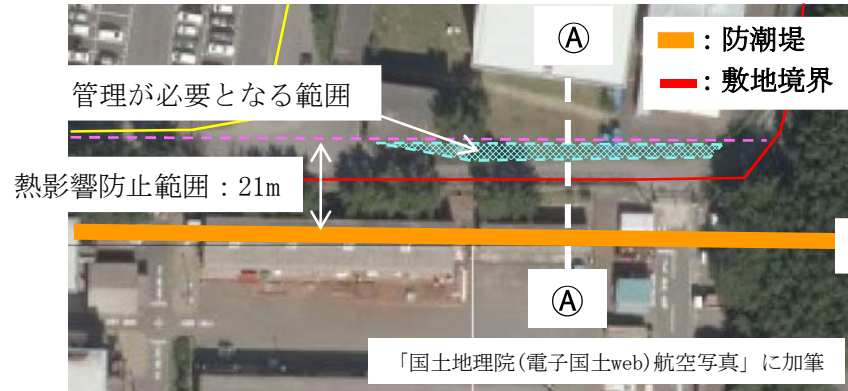 Ⓐ
：防潮堤
：敷地境界
管理が必要となる範囲
熱影響防止範囲：21m
Ⓐ
「国土地理院(電子国土web)航空写真」に加筆